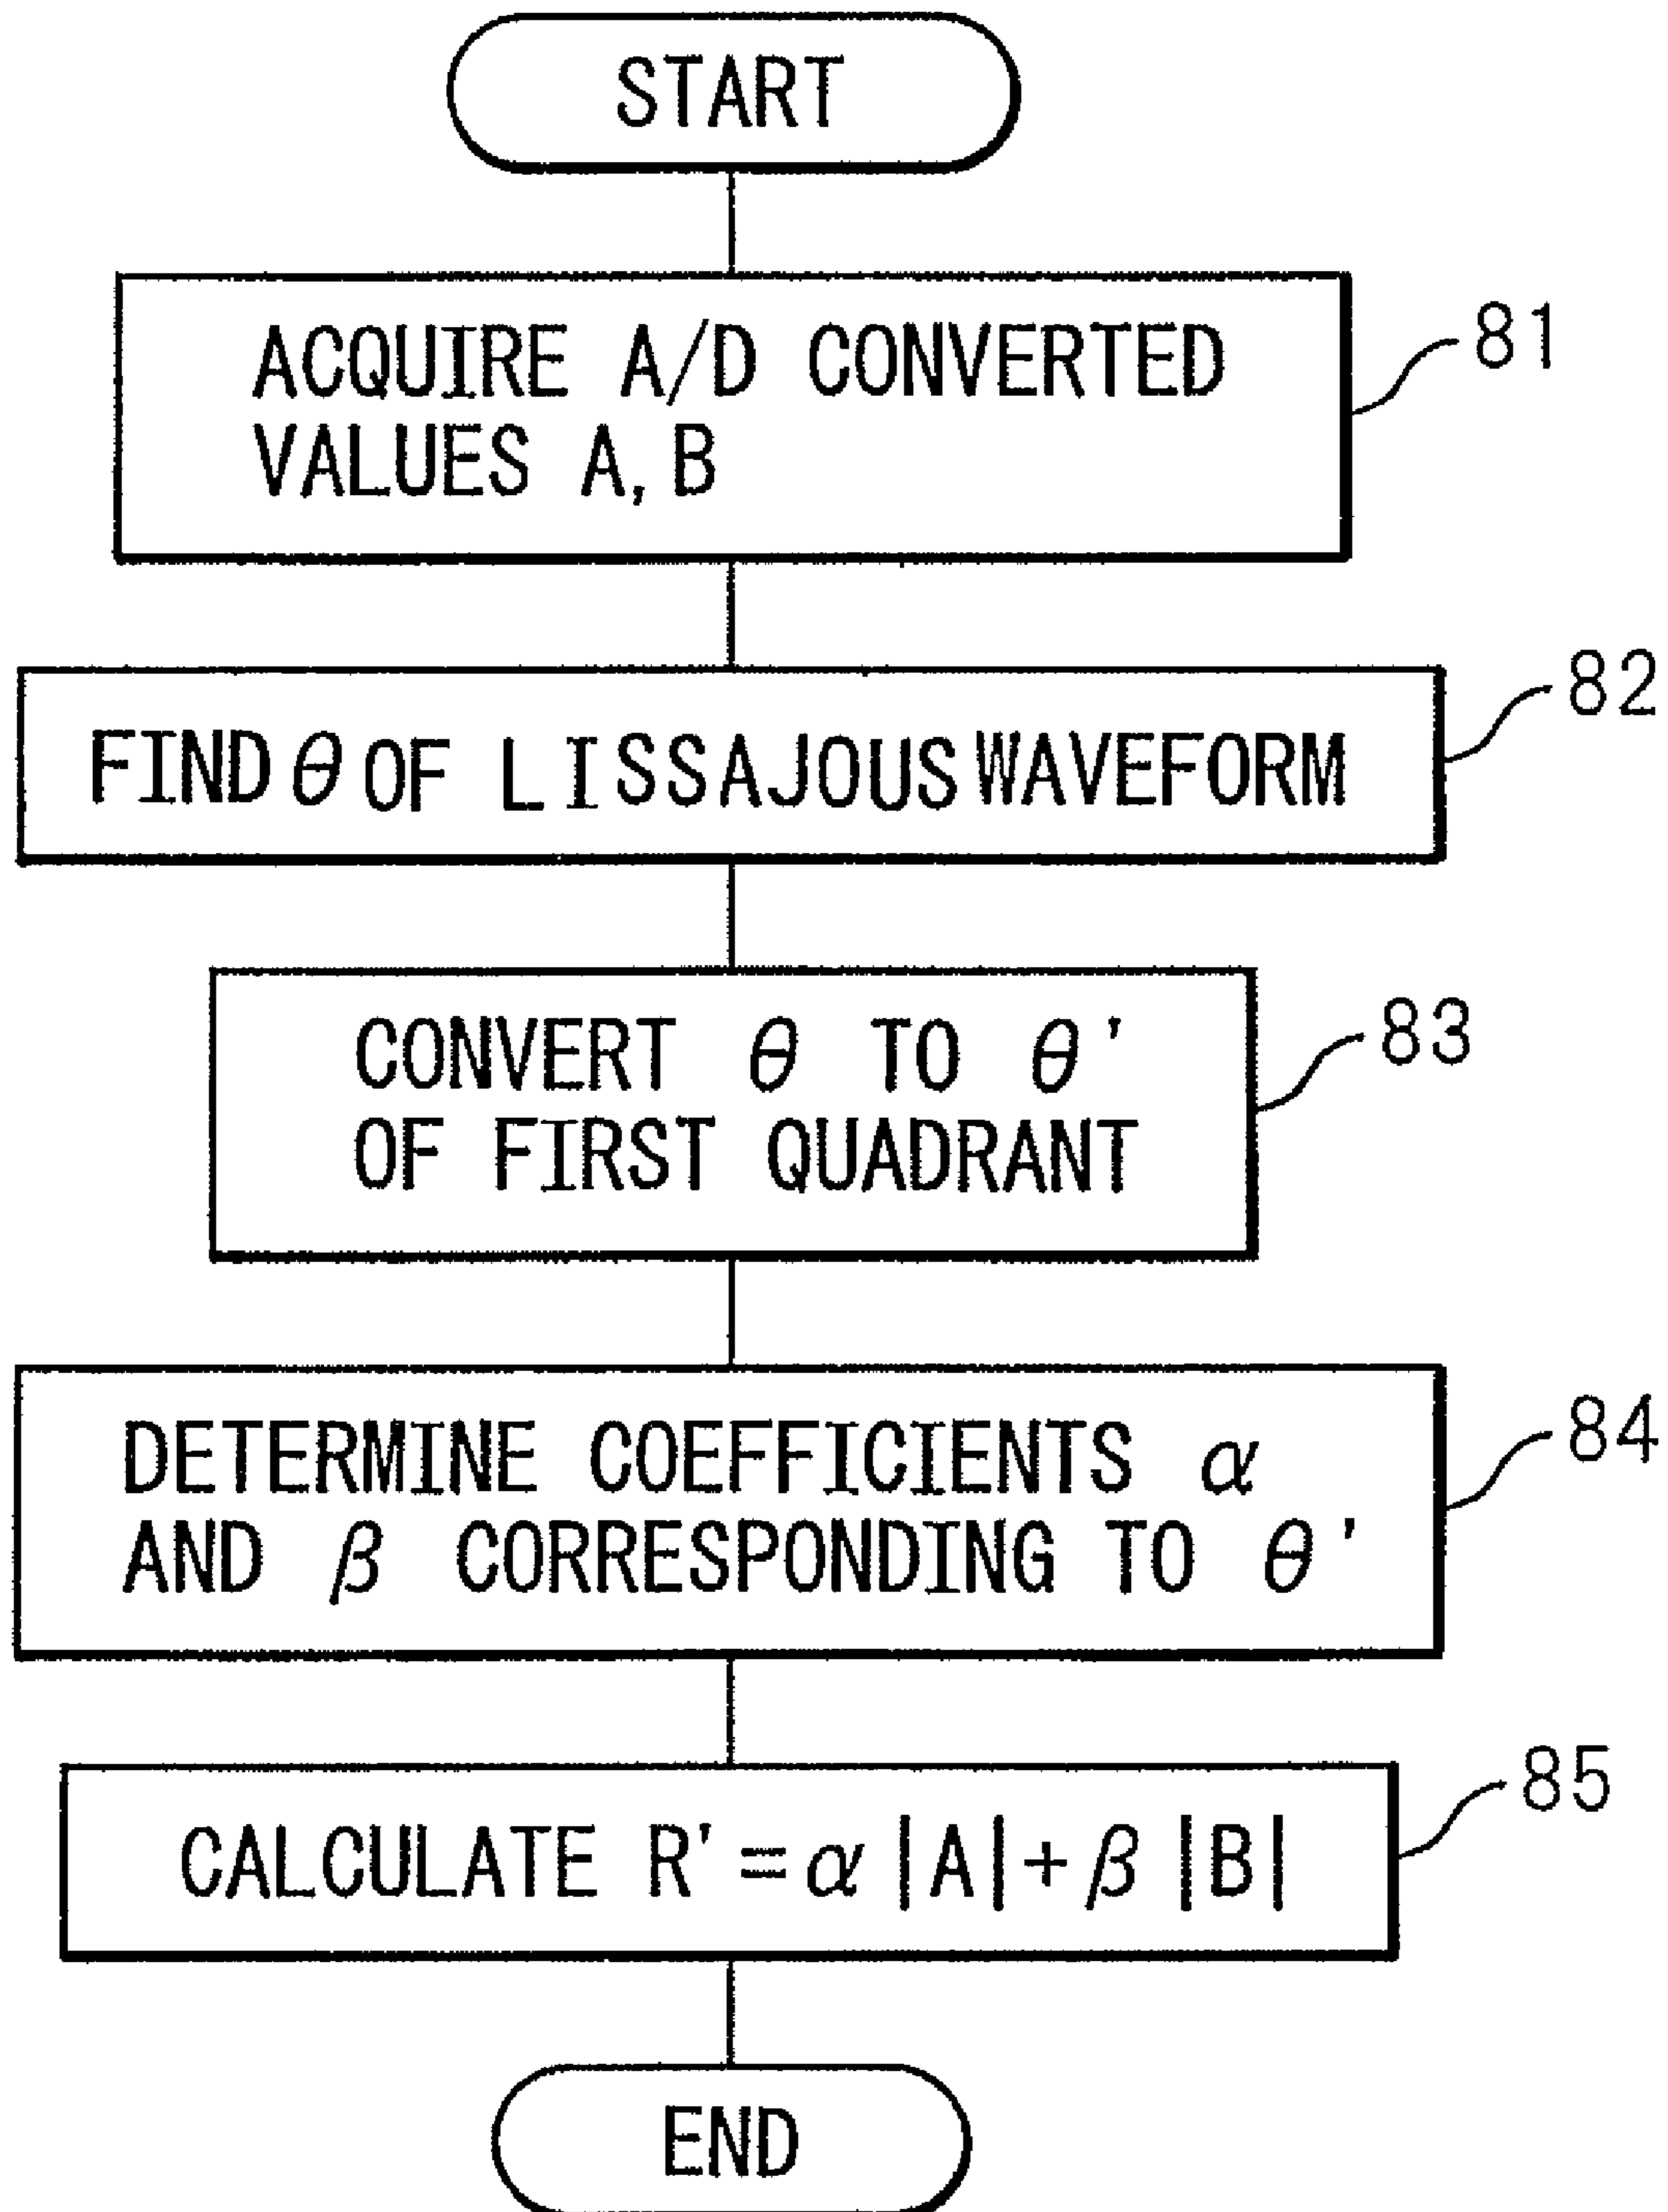 START
ACQUIRE A/D CONVERTED
VALUES A, B
81
FIND θ OF LISSAJOUS WAVEFORM
82
CONVERT θ TO θ'
OF FIRST QUADRANT
83
DETERMINE COEFFICIENTS α
AND β CORRESPONDING TO θ'
84
CALCULATE R'=α|A|+β|B|
85
END